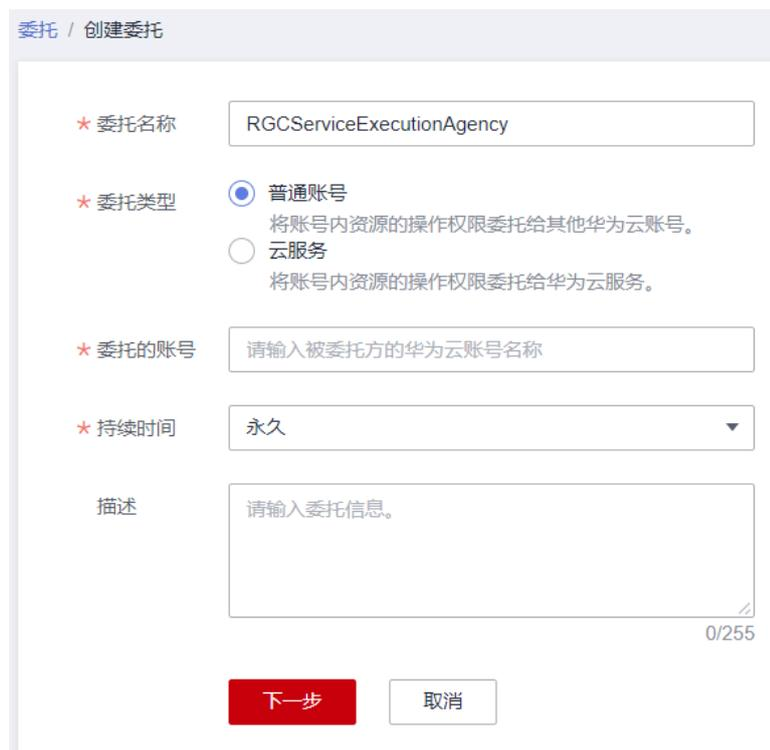 委托 / 创建委托
* 委托名称 RGCServiceExecutionAgency
* 委托类型 普通账号
将账号内资源的操作权限委托给其他华为云账号。
云服务
将账号内资源的操作权限委托给华为云服务。
* 委托的账号 请输入被委托方的华为云账号名称
* 持续时间 永久
描述 请输入委托信息。
0/255
下一步 取消